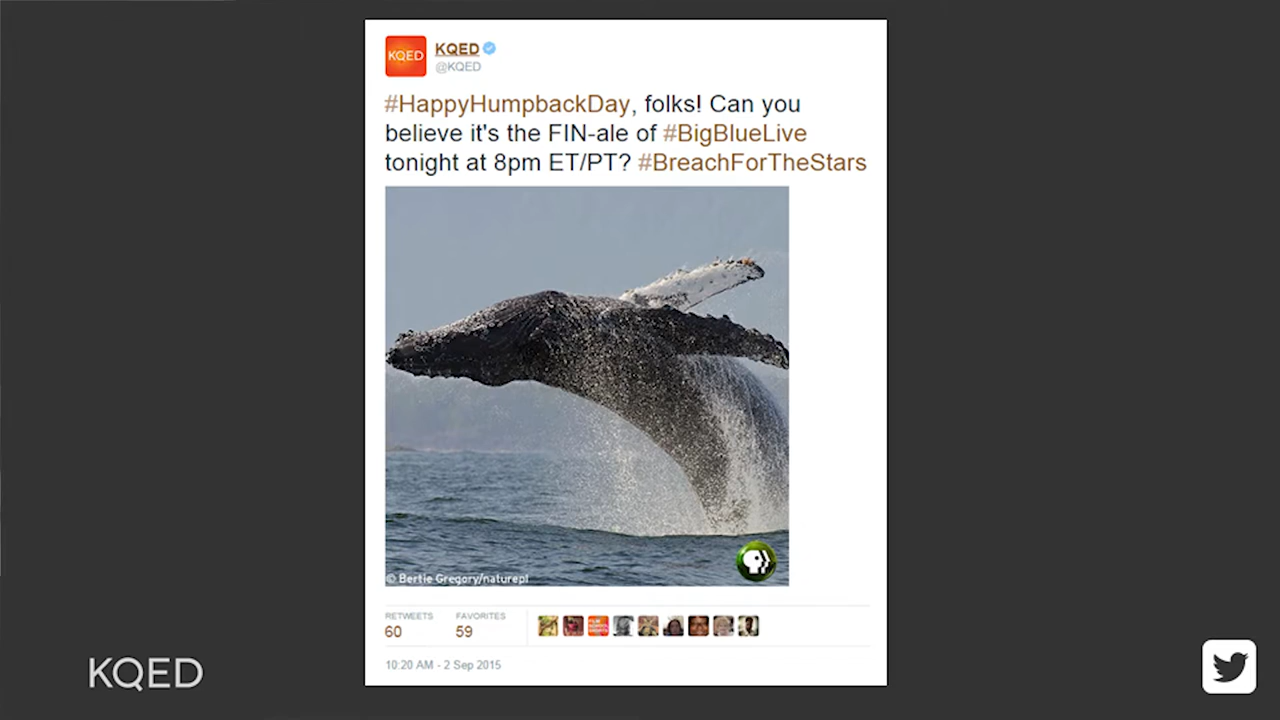 KQED
KQED
@KQED
#HappyHumpbackDay, folks! Can you
believe it's the FIN-ale of #BigBlueLive
tonight at 8pm ET/PT? #BreachForTheStars
© Bertie Gregory/naturepl
RETWEETS
FAVORITES
60
59
10:20 AM - 2 Sep 2015
KQED